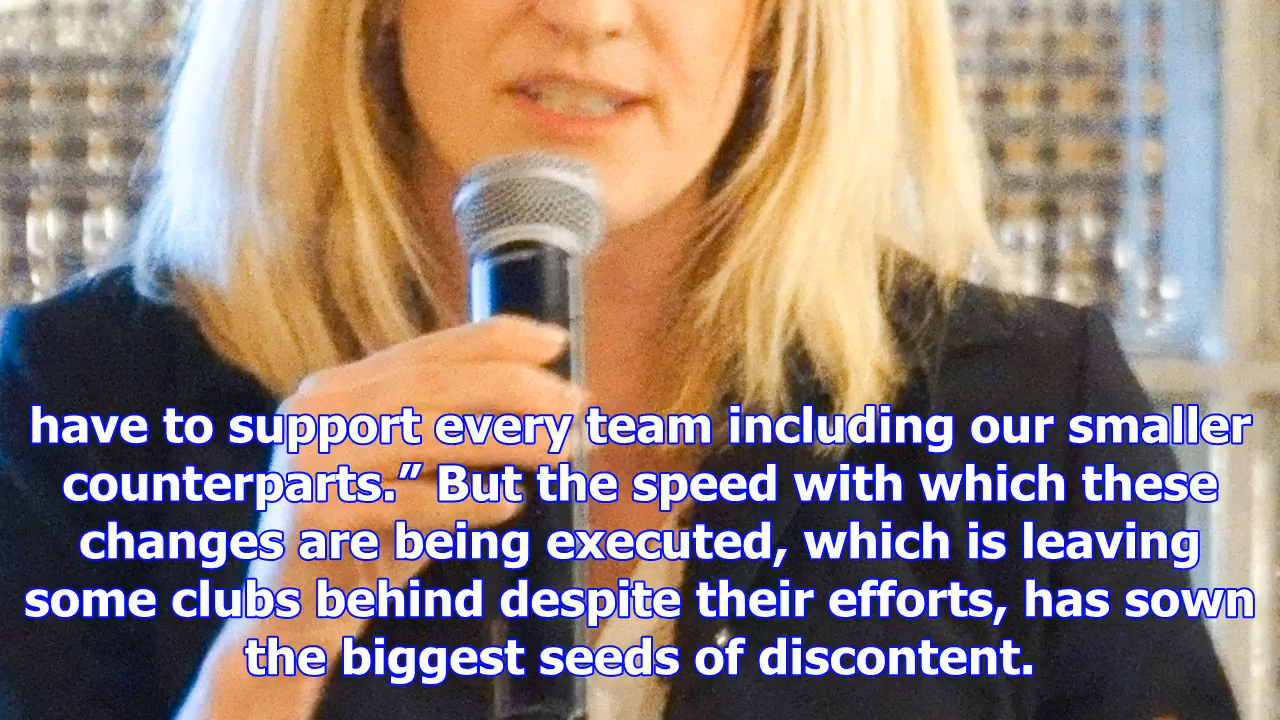 have to support every team including our smaller
counterparts.” But the speed with which these
changes are being executed, which is leaving
some clubs behind despite their efforts, has sown
the biggest seeds of discontent.